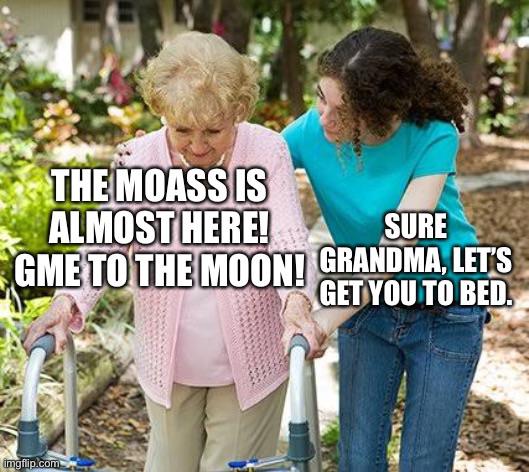 THE MOASS IS
ALMOST HERE!
GME TO THE MOON!
SURE
GRANDMA, LET'S
GET YOU TO BED.
imgflip.com